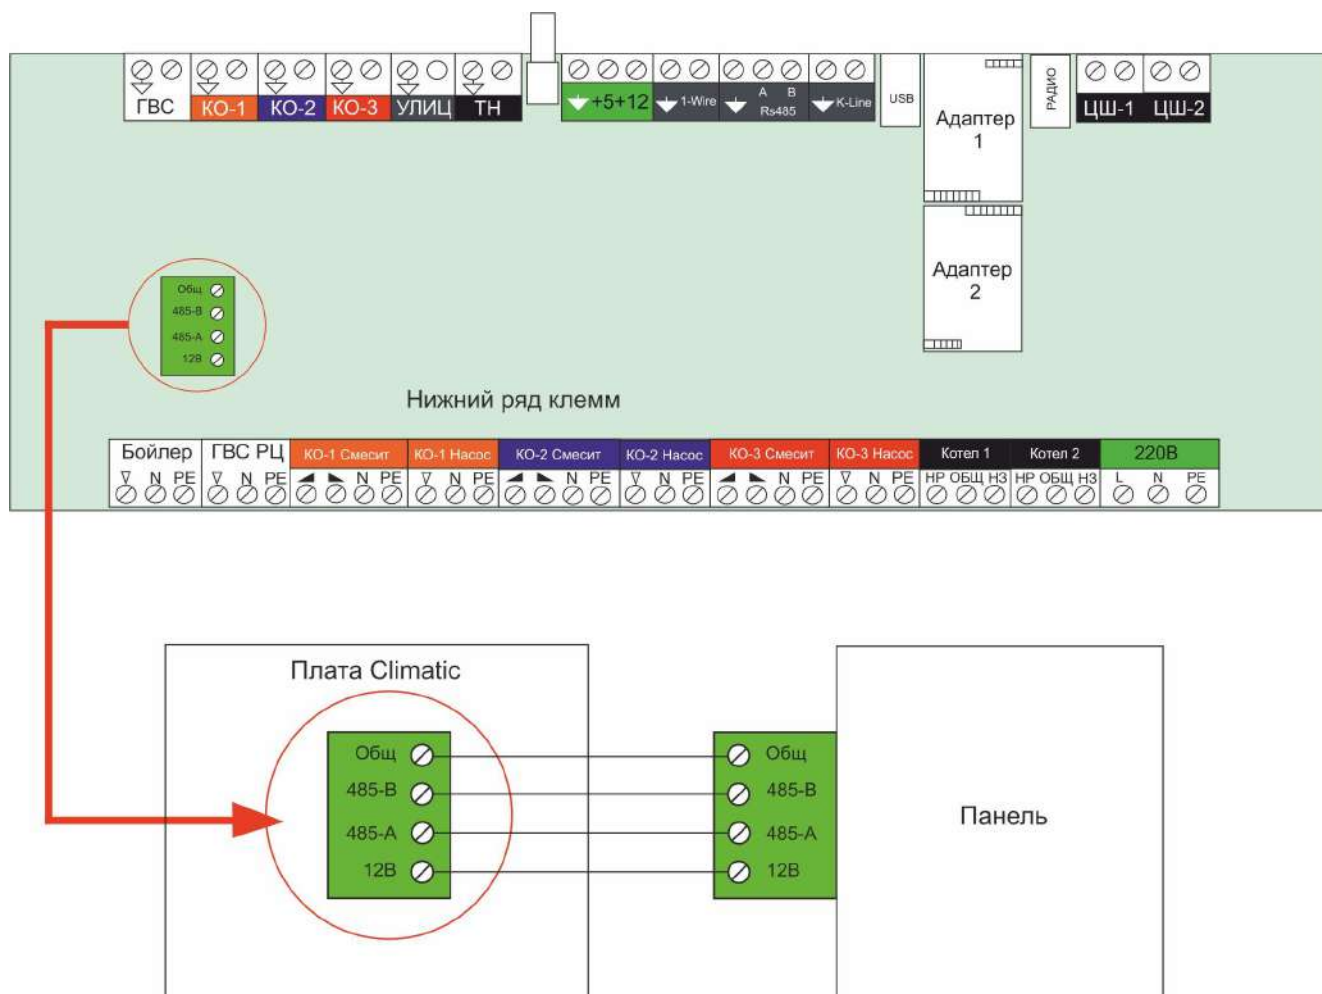 ГВС КО-1 КО-2 КО-3 УЛИЦ ТН +5+12 1-Wire A B Rs485 K-Line USB РАДИО ЦШ-1 ЦШ-2
Адаптер
1
Адаптер
2
Общ
485-В
485-А
12В
Нижний ряд клемм
Бойлер ГВС РЦ КО-1 Смесит КО-1 Насос КО-2 Смесит КО-2 Насос КО-3 Смесит КО-3 Насос Котел 1 Котел 2 220В
N PE N PE N PE N PE N PE N PE N PE N PE НР ОБЩ НЗ НР ОБЩ НЗ L N PE
Плата Climatic
Общ Общ
485-В 485-В
485-А 485-А
12В 12В
Панель